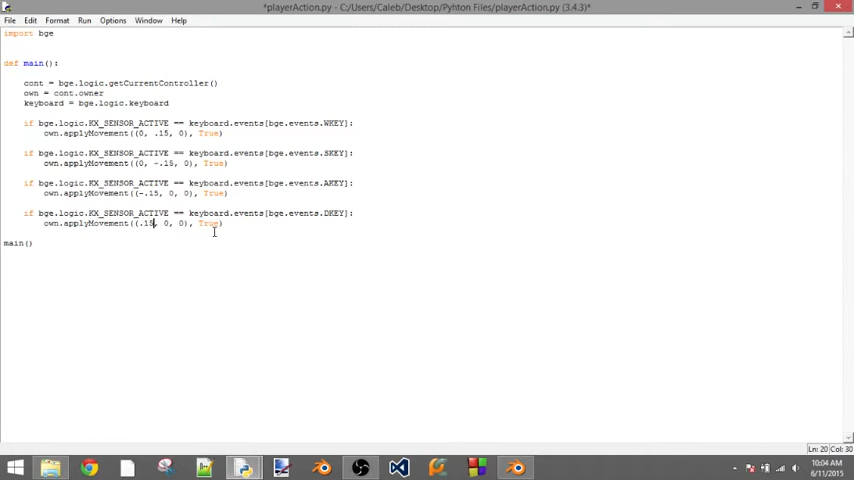 *playerAction.py - C:/Users/Caleb/Desktop/Pyhton Files/playerAction.py (3.4.3)*
File Edit Format Run Options Window Help
import bge
def main():
cont = bge.logic.getCurrentController()
own = cont.owner
keyboard = bge.logic.keyboard
if bge.logic.KX_SENSOR_ACTIVE == keyboard.events[bge.events.WKEY]:
own.applyMovement((0, .15, 0), True)
if bge.logic.KX_SENSOR_ACTIVE == keyboard.events[bge.events.SKEY]:
own.applyMovement((0, -.15, 0), True)
if bge.logic.KX_SENSOR_ACTIVE == keyboard.events[bge.events.AKEY]:
own.applyMovement((-.15, 0, 0), True)
if bge.logic.KX_SENSOR_ACTIVE == keyboard.events[bge.events.DKEY]:
own.applyMovement((.15, 0, 0), True)
main()
Ln: 20 Col: 30
10:04 AM
6/11/2015